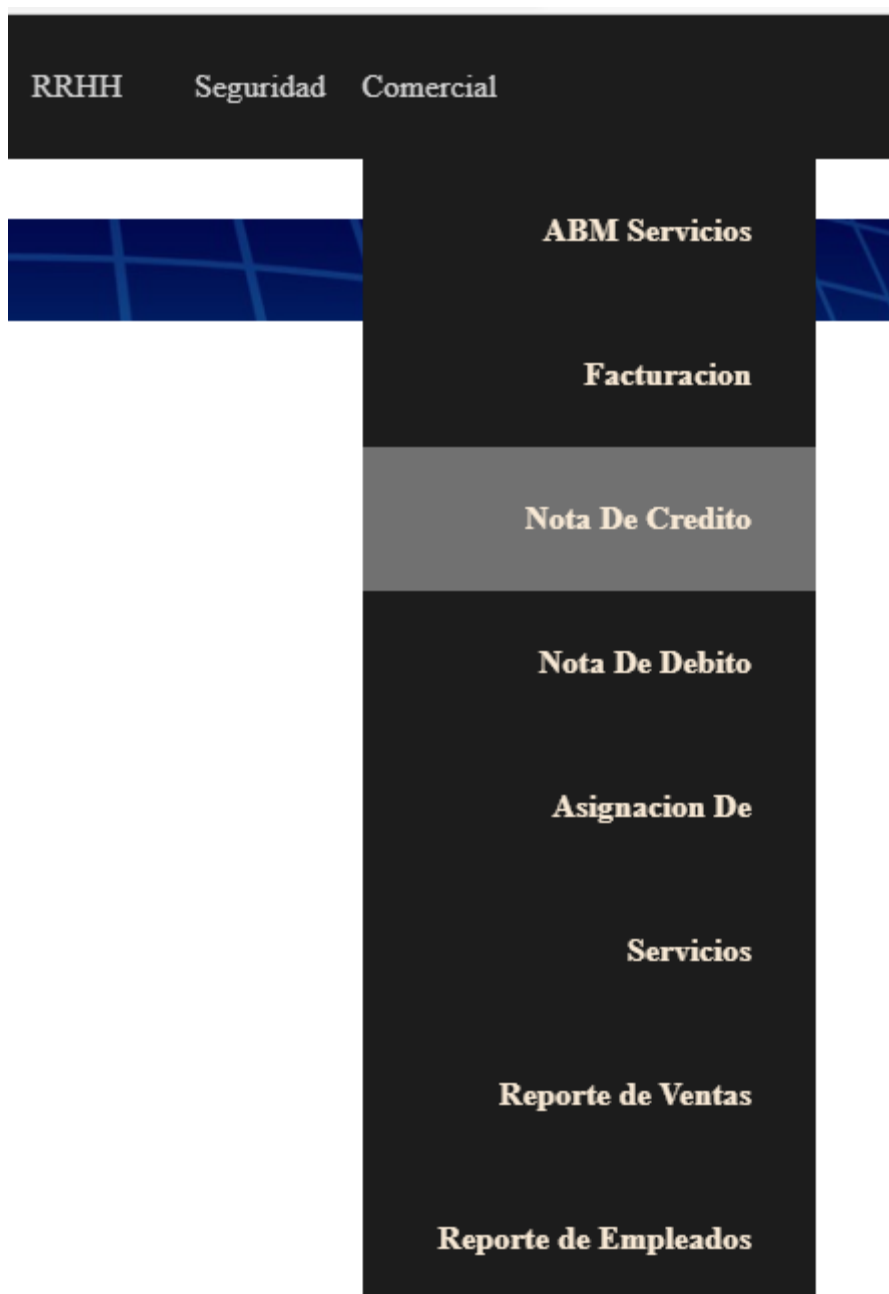 RRHH Seguridad Comercial
ABM Servicios
Facturacion
Nota De Credito
Nota De Debito
Asignacion De
Servicios
Reporte de Ventas
Reporte de Empleados